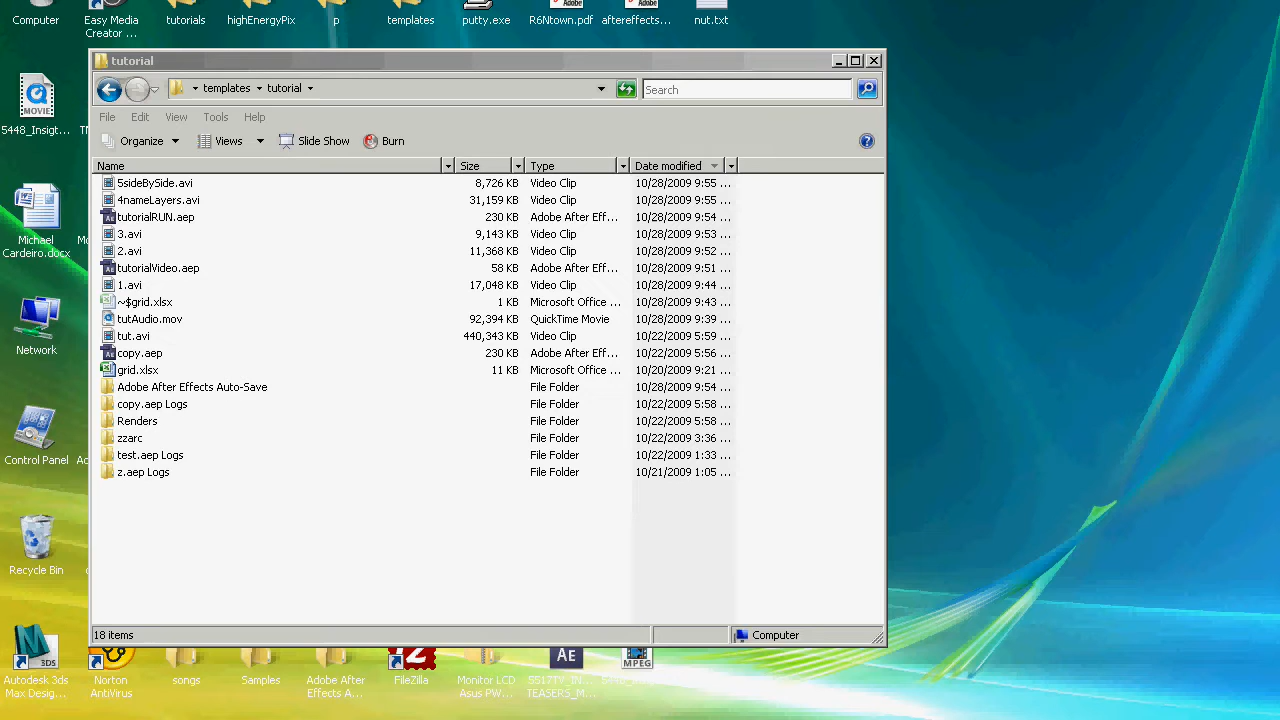 Computer
Easy Media
Creator ...
tutorials
highEnergyPix
p
templates
putty.exe
R6Ntown.pdf
aftereffects...
nut.txt
tutorial
templates
tutorial
Search
File Edit View Tools Help
Organize Views Slide Show Burn
Name Size Type Date modified
5sideBySide.avi 8,726 KB Video Clip 10/28/2009 9:55 ...
4nameLayers.avi 31,159 KB Video Clip 10/28/2009 9:55 ...
tutorialRUN.aep 230 KB Adobe After Eff... 10/28/2009 9:54 ...
3.avi 9,143 KB Video Clip 10/28/2009 9:53 ...
2.avi 11,368 KB Video Clip 10/28/2009 9:52 ...
tutorialVideo.aep 58 KB Adobe After Eff... 10/28/2009 9:51 ...
1.avi 17,048 KB Video Clip 10/28/2009 9:44 ...
~$grid.xlsx 1 KB Microsoft Office ... 10/28/2009 9:43 ...
tutAudio.mov 92,394 KB QuickTime Movie 10/28/2009 9:39 ...
tut.avi 440,343 KB Video Clip 10/22/2009 5:59 ...
copy.aep 230 KB Adobe After Eff... 10/22/2009 5:56 ...
grid.xlsx 11 KB Microsoft Office ... 10/20/2009 9:21 ...
Adobe After Effects Auto-Save File Folder 10/28/2009 9:54 ...
copy.aep Logs File Folder 10/22/2009 5:58 ...
Renders File Folder 10/22/2009 5:58 ...
zzarc File Folder 10/22/2009 3:36 ...
test.aep Logs File Folder 10/22/2009 1:33 ...
z.aep Logs File Folder 10/21/2009 1:05 ...
18 items
Computer
MOVIE
5448_Insigt...
Michael
Cardeiro.docx
Network
Control Panel
Recycle Bin
3DS
Autodesk 3ds
Max Desig...
Norton
AntiVirus
songs
Samples
Adobe After
Effects A...
FileZilla
Monitor LCD
Asus PW...
AE
5517TY_IN...
TEASERS_M...
MPEG